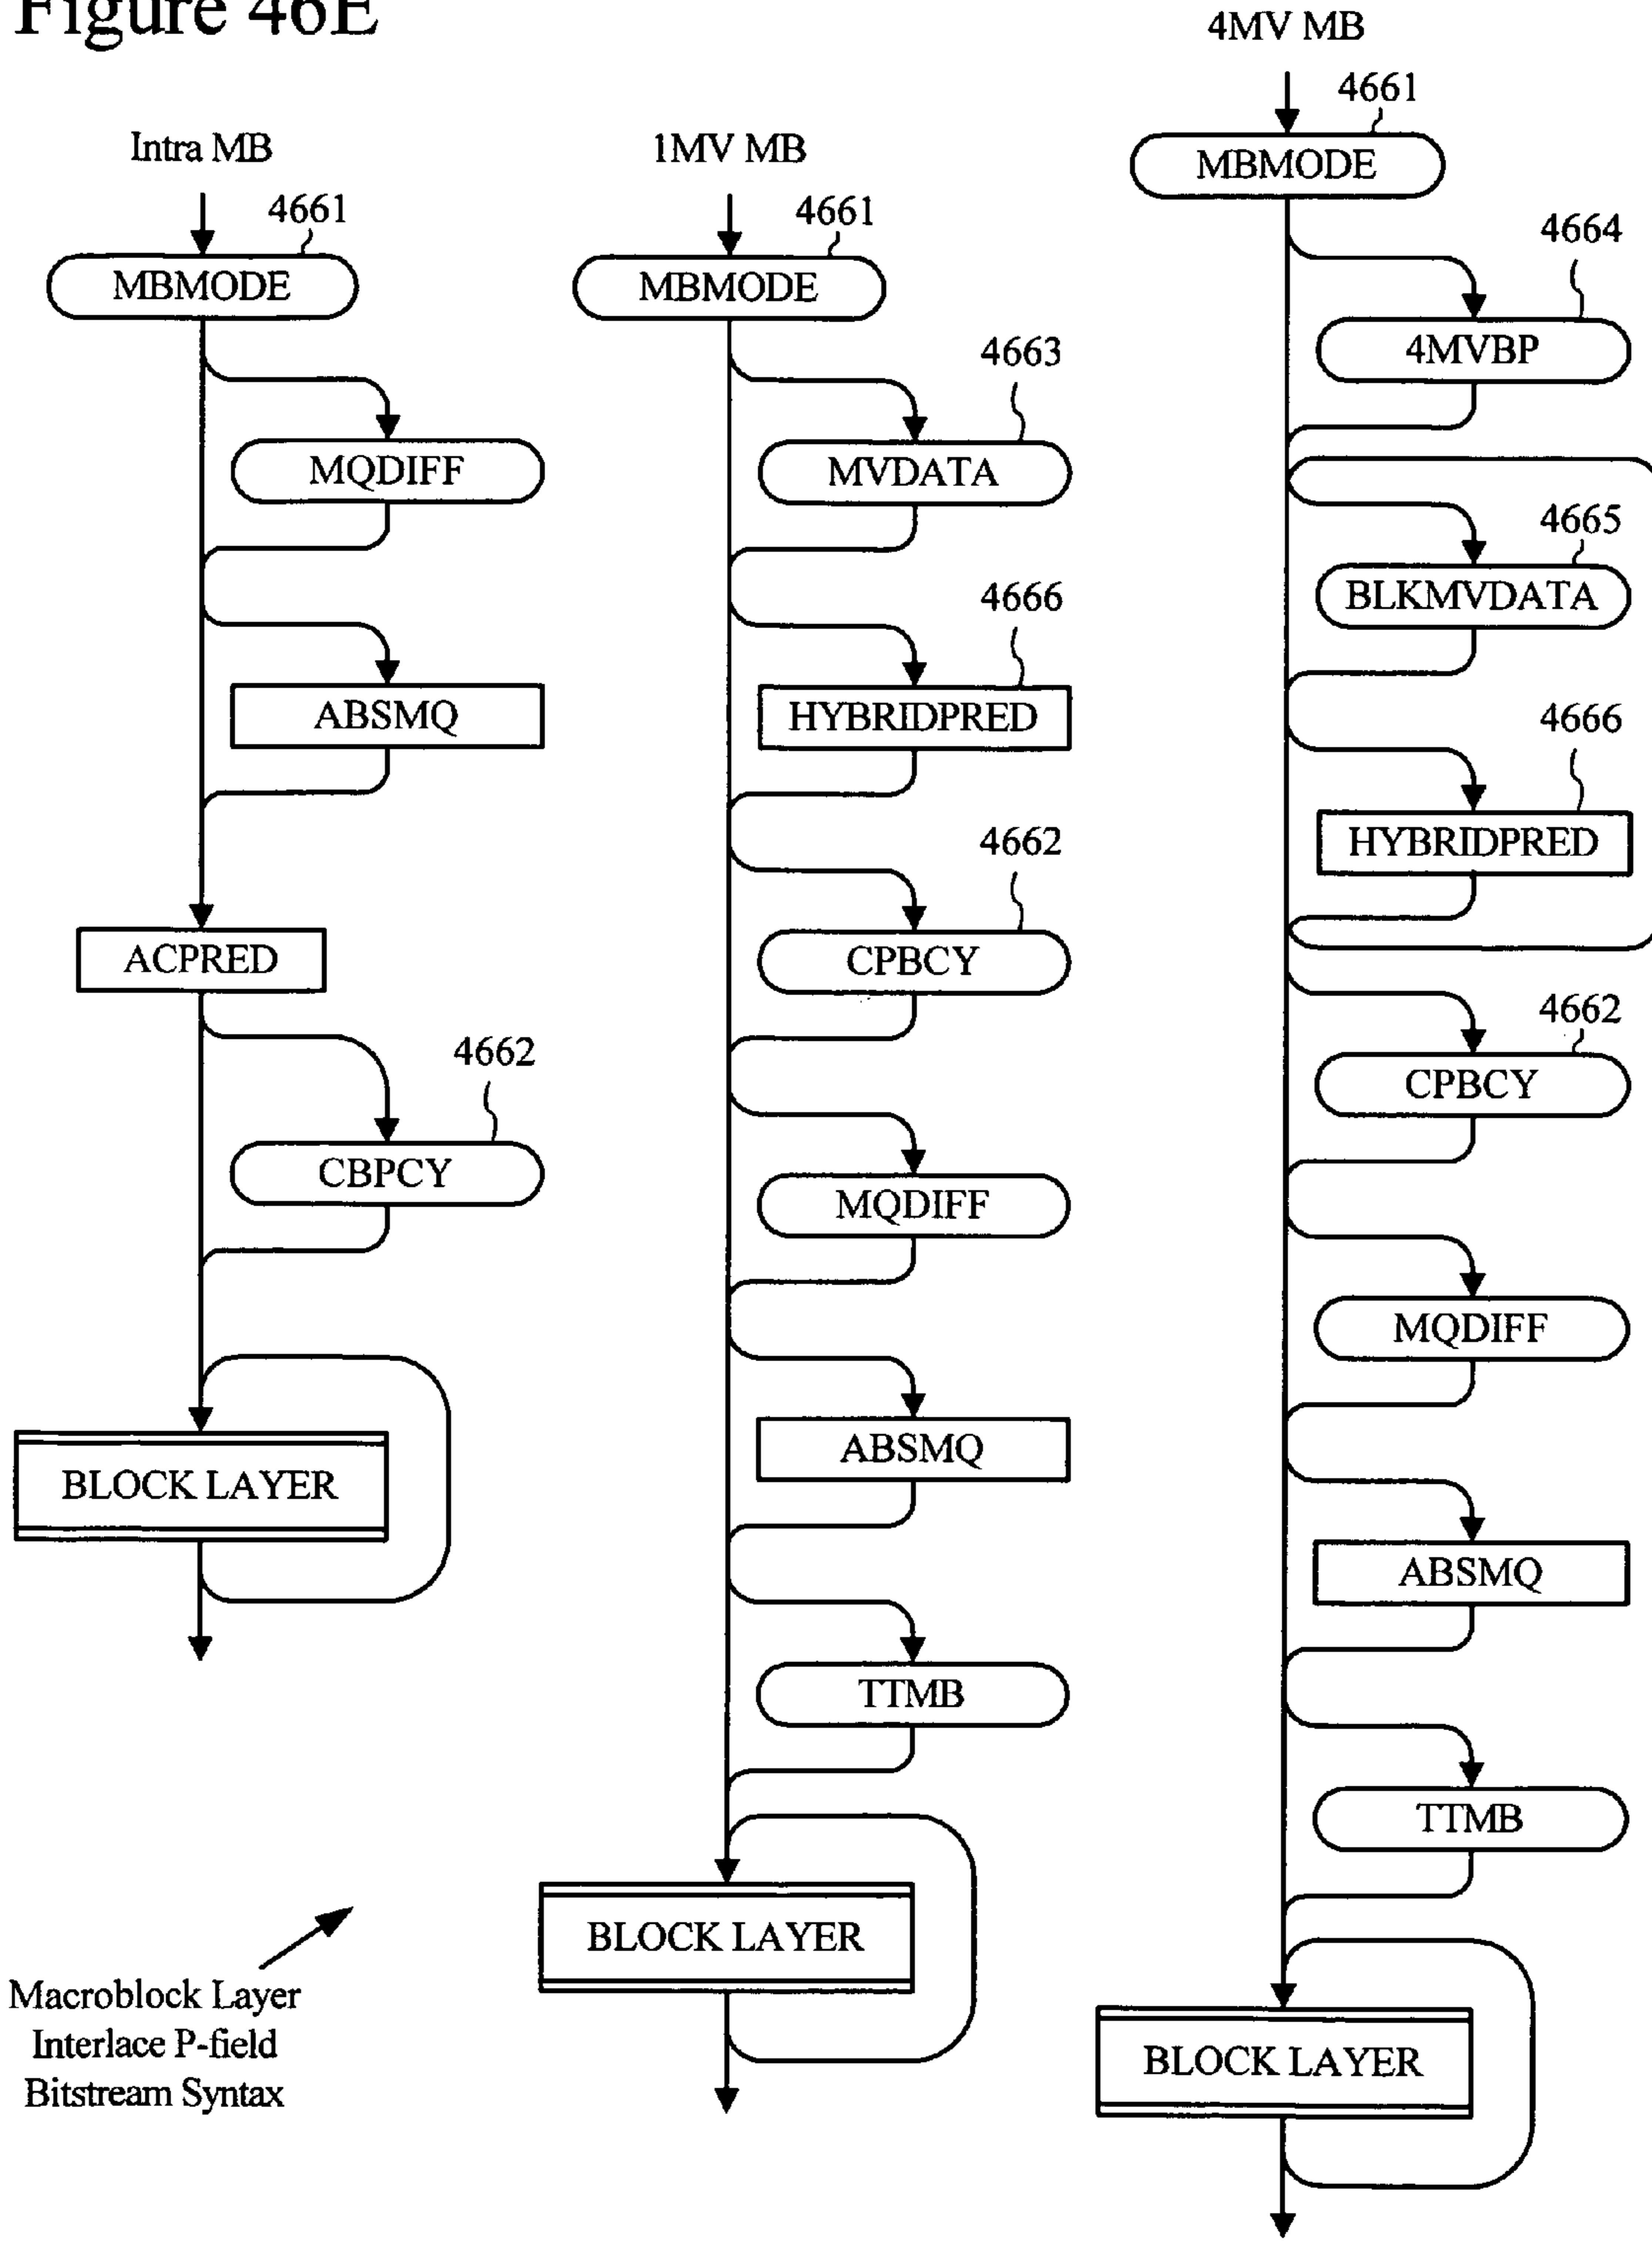 Figure 46E
Intra MB
4661
MBMODE
MQDIFF
ABSMQ
ACPRED
4662
CBPCY
BLOCK LAYER
Macroblock Layer
Interlace P-field
Bitstream Syntax
1MV MB
4661
MBMODE
4663
MVDATA
4666
HYBRIDPRED
4662
CPBCY
MQDIFF
ABSMQ
TTMB
BLOCK LAYER
4MV MB
4661
MBMODE
4664
4MVBP
4665
BLKMVDATA
4666
HYBRIDPRED
4662
CPBCY
MQDIFF
ABSMQ
TTMB
BLOCK LAYER